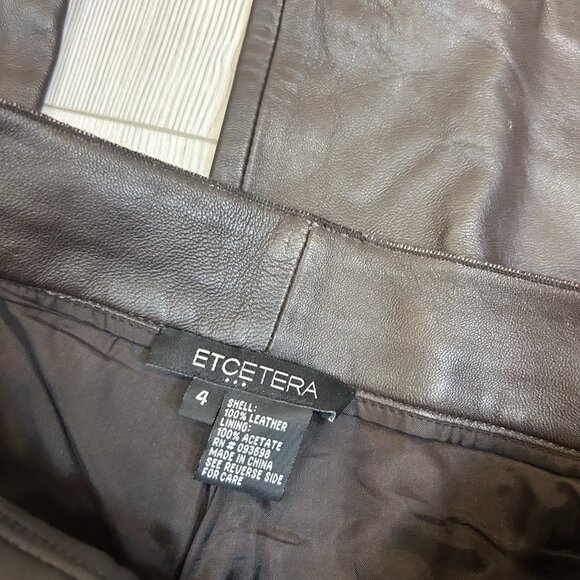 ETCETERA
4
SHELL:
100% LEATHER
LINING:
100% ACETATE
RN # 093698
MADE IN CHINA
SEE REVERSE SIDE
FOR CARE